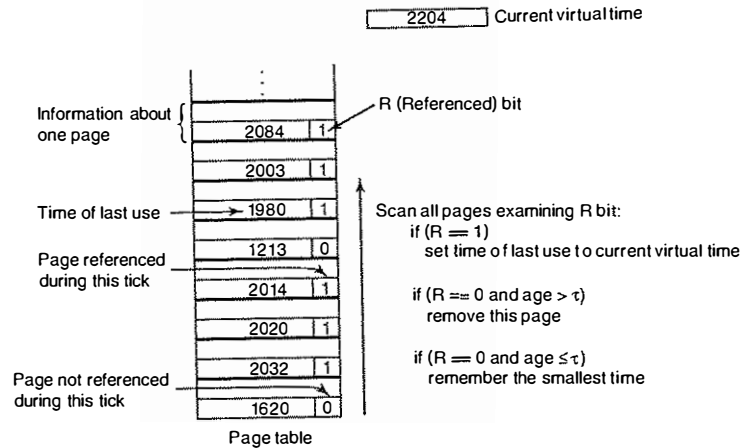 2204 Current virtual time
Information about
one page
R (Referenced) bit
2084 1
2003 1
Time of last use
1980 1
1213 0
Page referenced
during this tick
2014 1
2020 1
2032 1
Page not referenced
during this tick
1620 0
Page table
Scan all pages examining R bit:
if (R == 1)
set time of last use to current virtual time
if (R == 0 and age > τ)
remove this page
if (R == 0 and age ≤ τ)
remember the smallest time